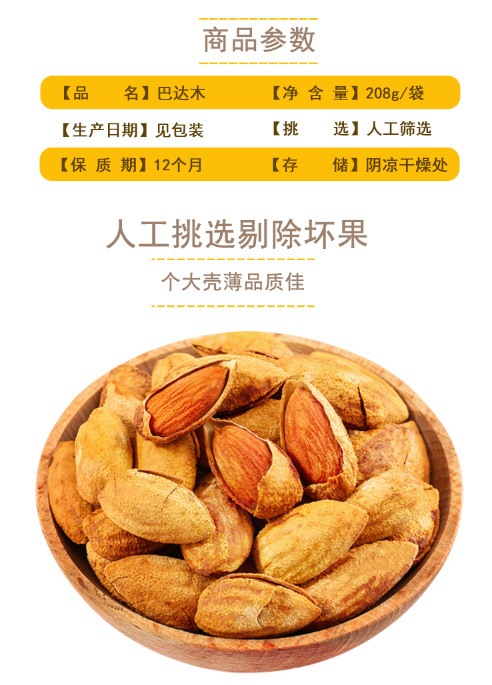 商品参数
【品 名】巴达木 【净 含 量】208g/袋
【生产日期】见包装 【挑 选】人工筛选
【保 质 期】12个月 【存 储】阴凉干燥处
人工挑选剔除坏果
个大壳薄品质佳